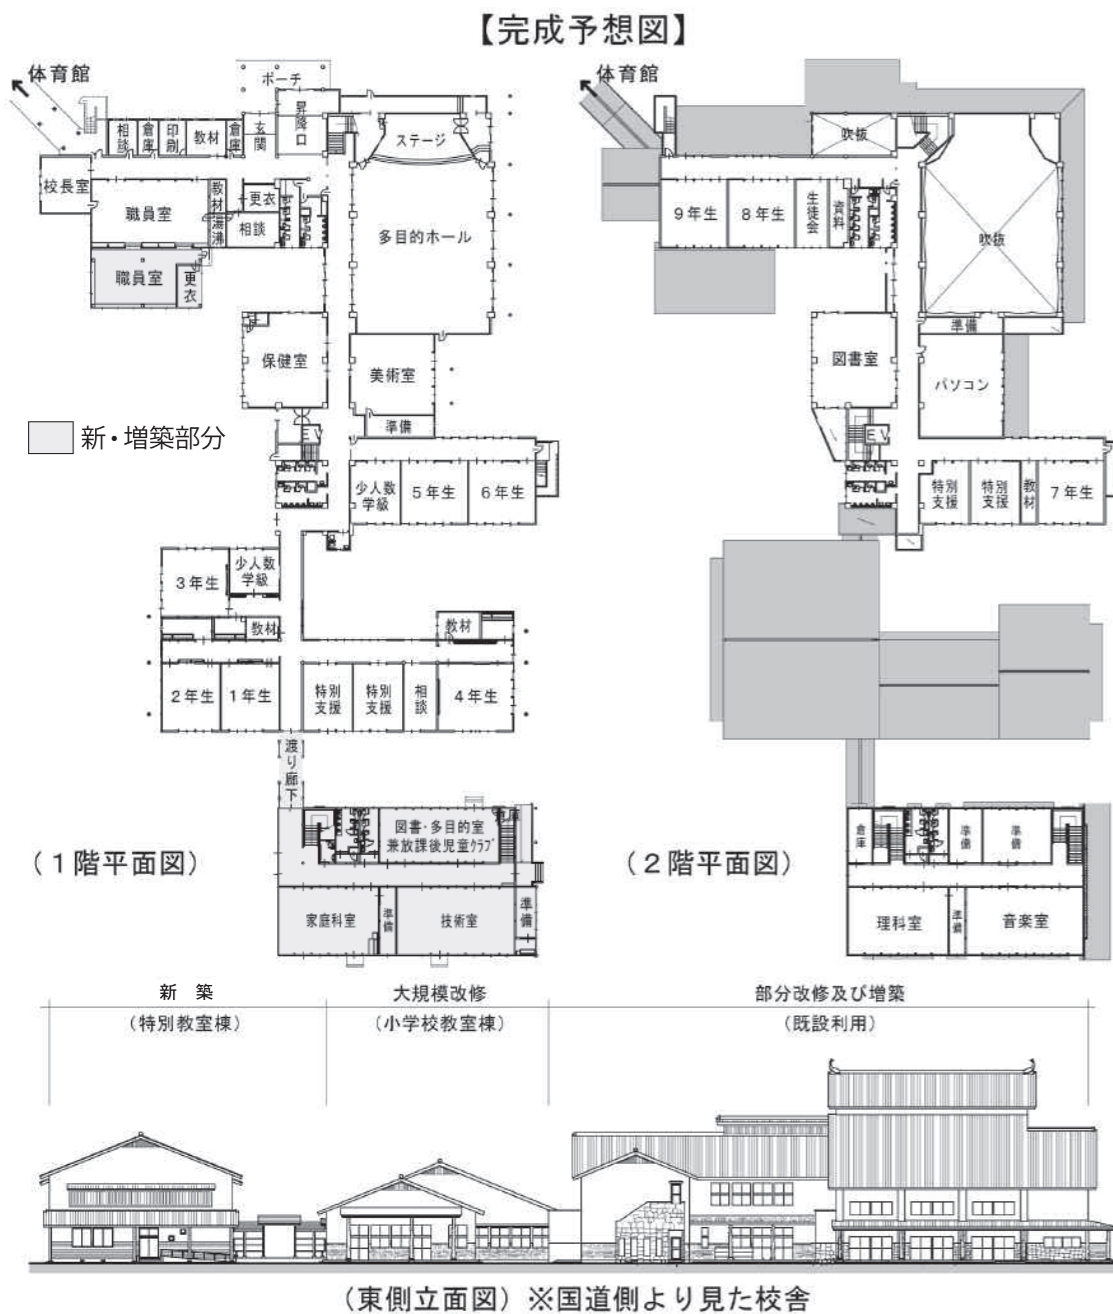 【完成予想図】
体育館
ポーチ
昇降口
玄関
相談
倉庫
印刷
教材
倉庫
ステージ
校長室
職員室
教材
湯沸
更衣
相談
多目的ホール
職員室
更衣
保健室
美術室
準備
新・増築部分
EV
少人数
学級
5年生
6年生
3年生
少人数
学級
教材
教材
2年生
1年生
特別
支援
特別
支援
相談
4年生
渡り廊下
倉庫
図書・多目的室
兼放課後児童クラブ
(1階平面図)
家庭科室
準備
技術室
準備
体育館
吹抜
9年生
8年生
生徒会
資料
吹抜
準備
図書室
パソコン
EV
特別
支援
特別
支援
教材
7年生
(2階平面図)
倉庫
準備
準備
理科室
準備
音楽室
新 築
大規模改修
部分改修及び増築
(特別教室棟)
(小学校教室棟)
(既設利用)
(東側立面図)※国道側より見た校舎